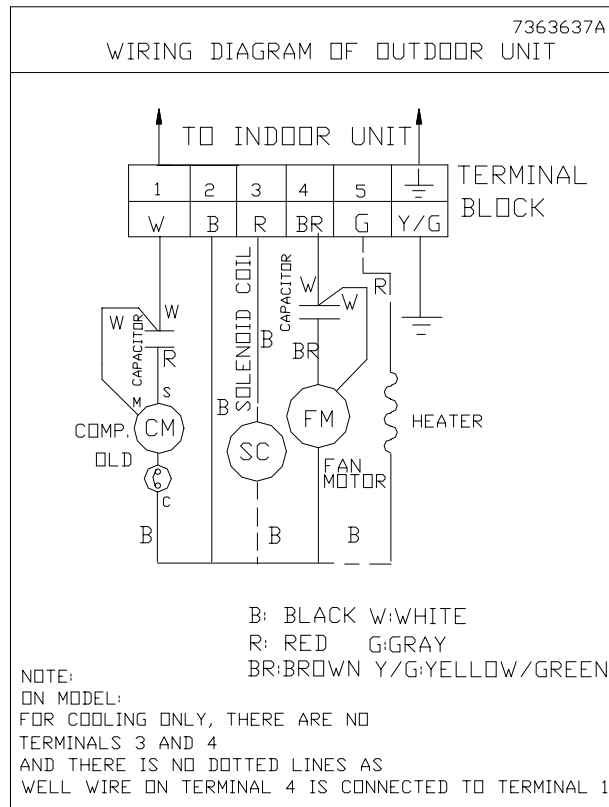 7363637A
WIRING DIAGRAM OF OUTDOOR UNIT
TO INDOOR UNIT
1 2 3 4 5
W B R BR G Y/G
TERMINAL
BLOCK
W
W
CAPACITOR
R
M
S
CM
COMP.
OLD
C
B
B
SOLENOID COIL
B
SC
B
CAPACITOR
W
W
BR
FM
FAN
MOTOR
B
R
HEATER
B: BLACK W:WHITE
R: RED G:GRAY
BR:BROWN Y/G:YELLOW/GREEN
NOTE:
ON MODEL:
FOR COOLING ONLY, THERE ARE NO
TERMINALS 3 AND 4
AND THERE IS NO DOTTED LINES AS
WELL WIRE ON TERMINAL 4 IS CONNECTED TO TERMINAL 1